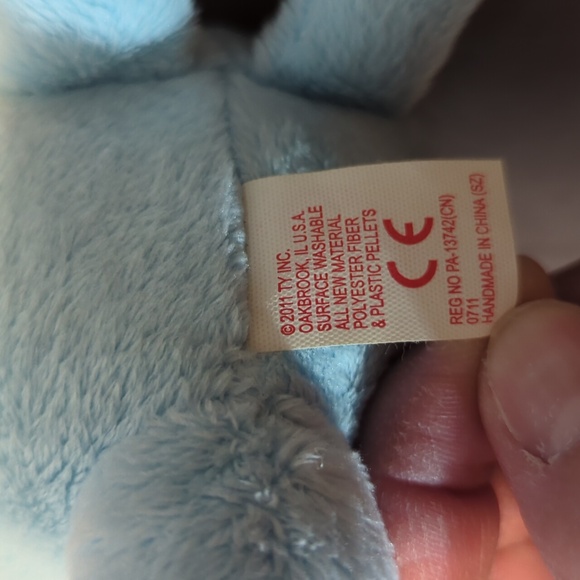 © 2011 TY INC.
OAKBROOK, IL U.S.A.
SURFACE WASHABLE
ALL NEW MATERIAL
POLYESTER FIBER
& PLASTIC PELLETS
CE
REG NO PA-13742(CN)
0711
HANDMADE IN CHINA (SZ)